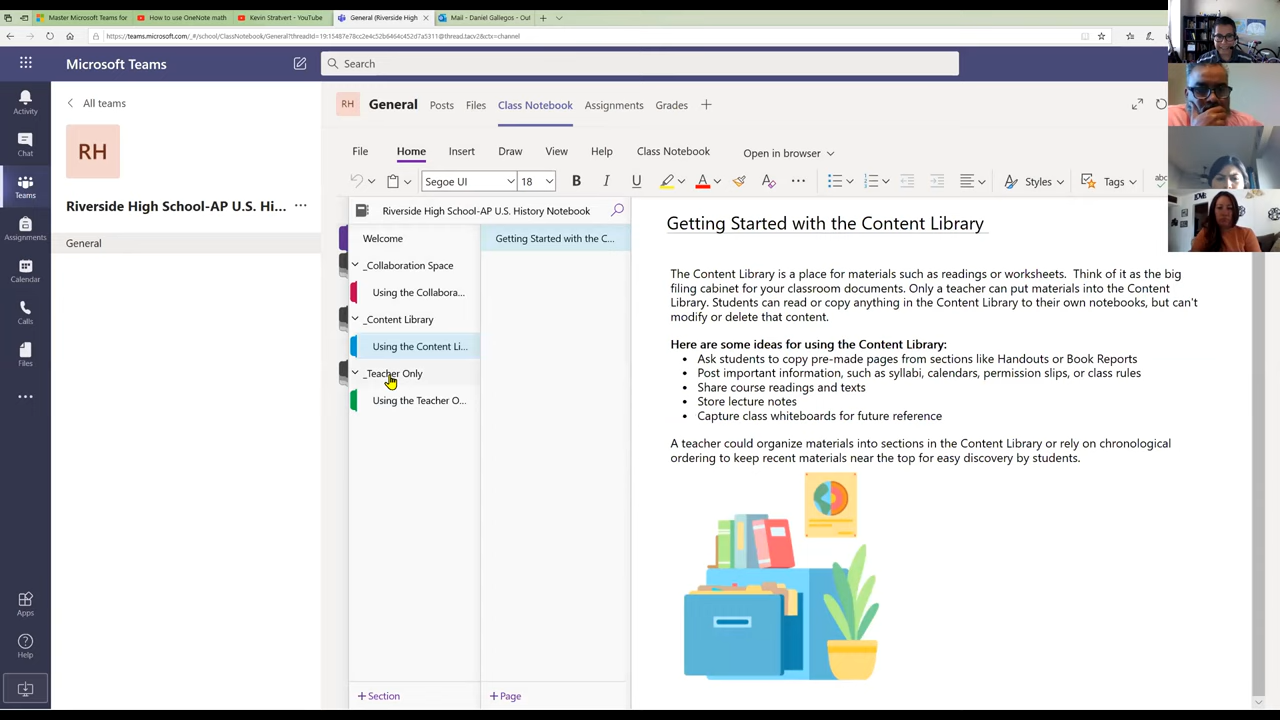 Master Microsoft Teams for
How to use OneNote math
Kevin Stratvert - YouTube
General (Riverside High
Mail - Daniel Gallegos - Out
https://teams.microsoft.com/_#/school/ClassNotebook/General?threadId=
&ctx=channel
Microsoft Teams
Search
Activity
Chat
Teams
Assignments
Calendar
Calls
Files
Apps
Help
All teams
RH
Riverside High School-AP U.S. Hi...
General
RH
General
Posts
Files
Class Notebook
Assignments
Grades
File
Home
Insert
Draw
View
Help
Class Notebook
Open in browser
Segoe UI
18
B
I
U
A
A
Styles
Tags
abc
Riverside High School-AP U.S. History Notebook
Welcome
_Collaboration Space
Using the Collabora...
_Content Library
Using the Content Li...
_Teacher Only
Using the Teacher O...
Getting Started with the C...
+ Section
+ Page
Getting Started with the Content Library
The Content Library is a place for materials such as readings or worksheets.  Think of it as the big
filing cabinet for your classroom documents. Only a teacher can put materials into the Content
Library. Students can read or copy anything in the Content Library to their own notebooks, but can't
modify or delete that content.
Here are some ideas for using the Content Library:
• Ask students to copy pre-made pages from sections like Handouts or Book Reports
• Post important information, such as syllabi, calendars, permission slips, or class rules
• Share course readings and texts
• Store lecture notes
• Capture class whiteboards for future reference
A teacher could organize materials into sections in the Content Library or rely on chronological
ordering to keep recent materials near the top for easy discovery by students.